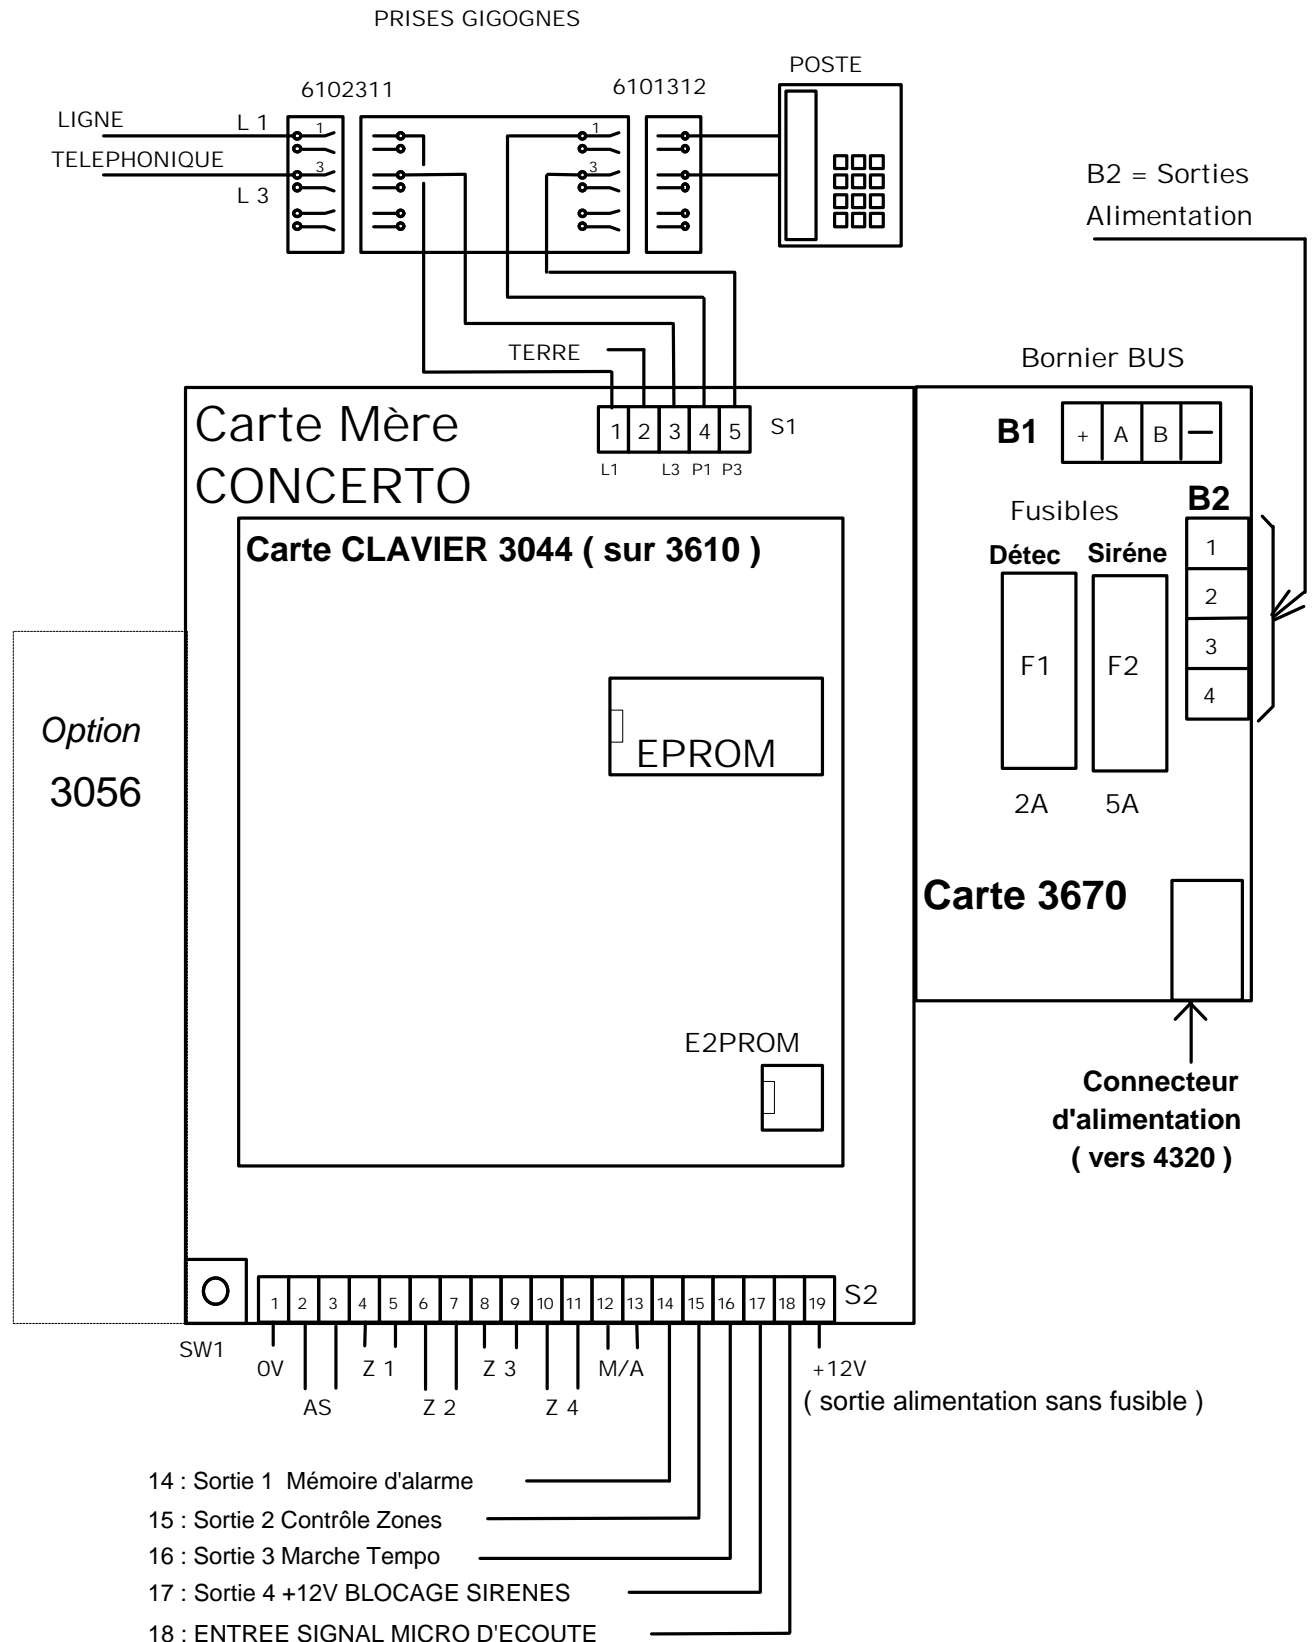 PRISES GIGOGNES
POSTE
6102311
6101312
LIGNE
L 1
1
1
TELEPHONIQUE
3
3
L 3
B2 = Sorties
Alimentation
TERRE
Bornier BUS
Carte Mère
CONCERTO
1 2 3 4 5
S1
L1 L3 P1 P3
B1
+ A B —
B2
Fusibles
Détec Siréne
1
2
3
4
F1 F2
2A 5A
Carte CLAVIER 3044 ( sur 3610 )
EPROM
Option
3056
Carte 3670
E2PROM
Connecteur
d'alimentation
( vers 4320 )
1 2 3 4 5 6 7 8 9 10 11 12 13 14 15 16 17 18 19
S2
SW1
0V
Z 1
Z 3
M/A
+12V
AS
Z 2
Z 4
( sortie alimentation sans fusible )
14 : Sortie 1 Mémoire d'alarme
15 : Sortie 2 Contrôle Zones
16 : Sortie 3 Marche Tempo
17 : Sortie 4 +12V BLOCAGE SIRENES
18 : ENTREE SIGNAL MICRO D'ECOUTE